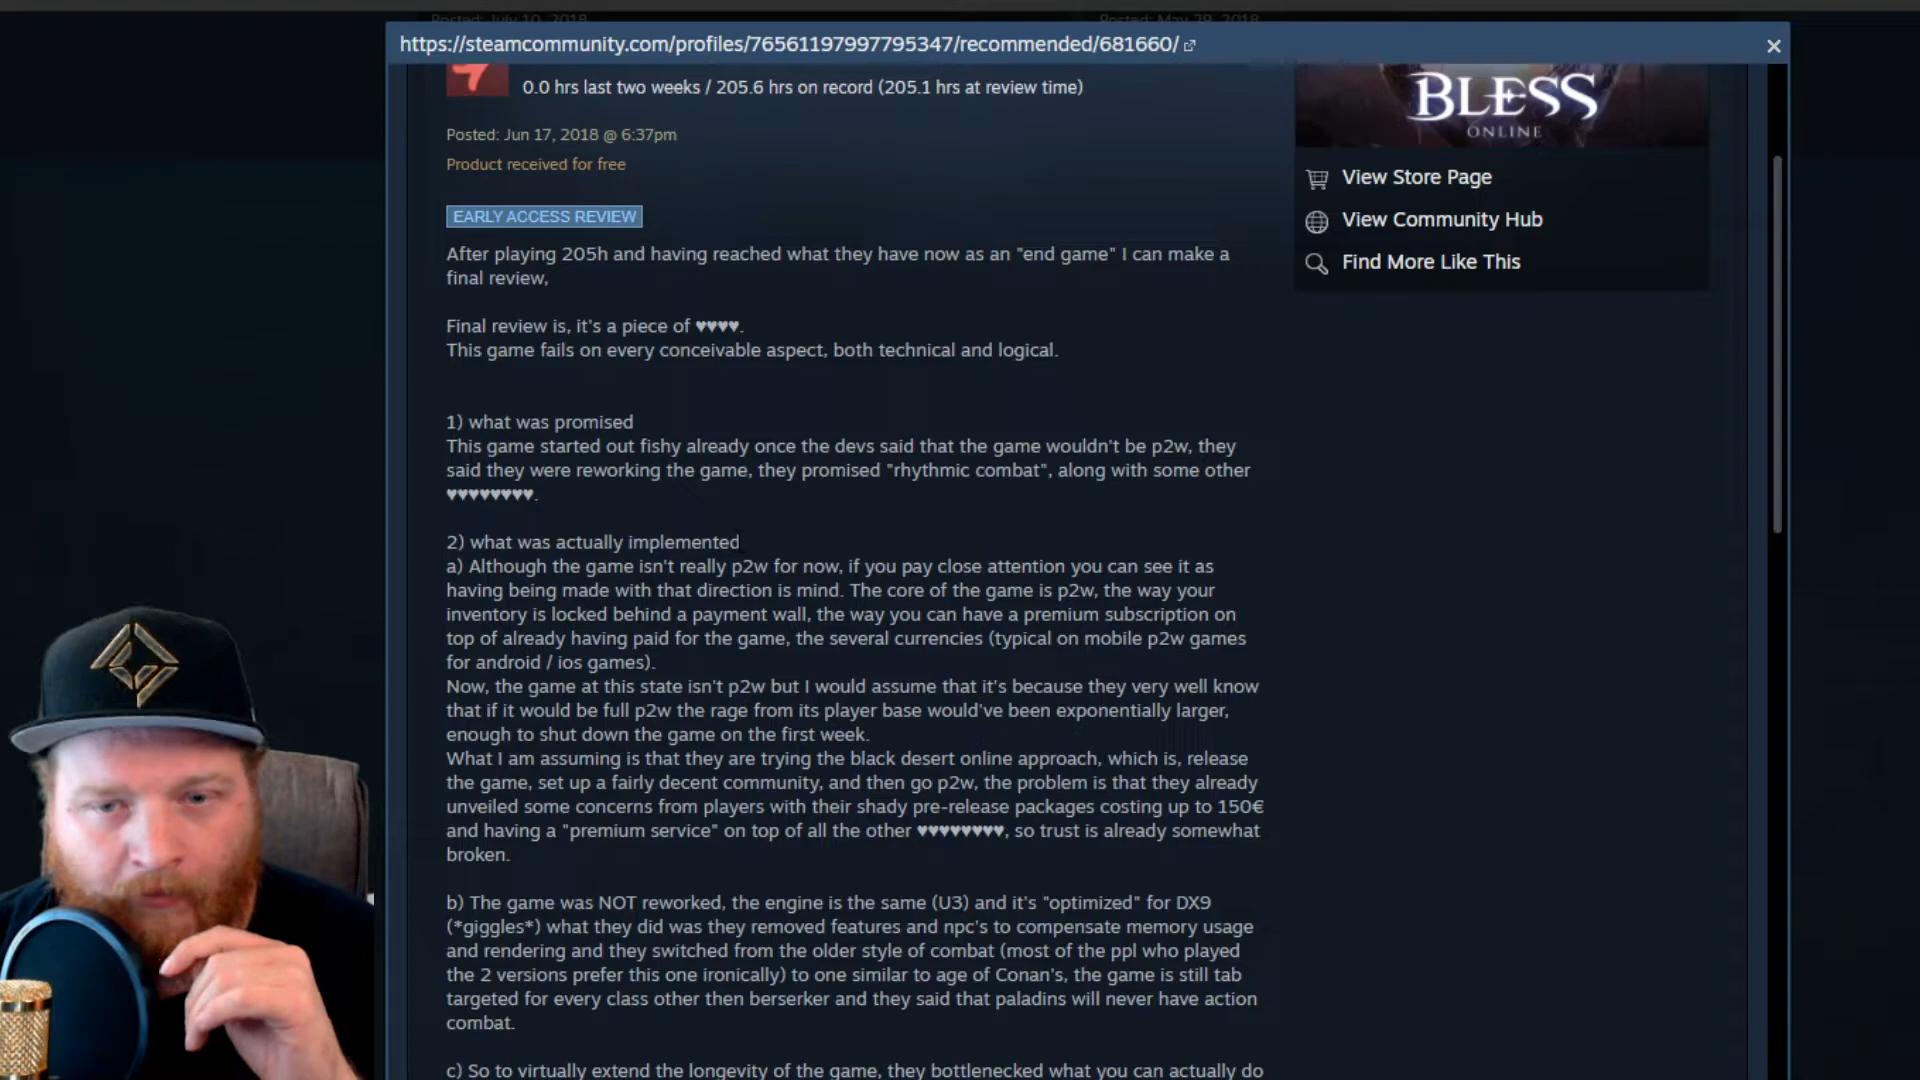 Posted: July 10, 2018
Posted: May 29, 2018
https://steamcommunity.com/profiles/76561197997795347/recommended/681660/
0.0 hrs last two weeks / 205.6 hrs on record (205.1 hrs at review time)
BLESS
ONLINE
Posted: Jun 17, 2018 @ 6:37pm
Product received for free
View Store Page
View Community Hub
Find More Like This
EARLY ACCESS REVIEW
After playing 205h and having reached what they have now as an "end game" I can make a
final review,
Final review is, it's a piece of ♥♥♥♥.
This game fails on every conceivable aspect, both technical and logical.
1) what was promised
This game started out fishy already once the devs said that the game wouldn't be p2w, they
said they were reworking the game, they promised "rhythmic combat", along with some other
♥♥♥♥♥♥♥♥.
2) what was actually implemented
a) Although the game isn't really p2w for now, if you pay close attention you can see it as
having being made with that direction is mind. The core of the game is p2w, the way your
inventory is locked behind a payment wall, the way you can have a premium subscription on
top of already having paid for the game, the several currencies (typical on mobile p2w games
for android / ios games).
Now, the game at this state isn't p2w but I would assume that it's because they very well know
that if it would be full p2w the rage from its player base would've been exponentially larger,
enough to shut down the game on the first week.
What I am assuming is that they are trying the black desert online approach, which is, release
the game, set up a fairly decent community, and then go p2w, the problem is that they already
unveiled some concerns from players with their shady pre-release packages costing up to 150€
and having a "premium service" on top of all the other ♥♥♥♥♥♥♥♥, so trust is already somewhat
broken.
b) The game was NOT reworked, the engine is the same (U3) and it's "optimized" for DX9
(*giggles*) what they did was they removed features and npc's to compensate memory usage
and rendering and they switched from the older style of combat (most of the ppl who played
the 2 versions prefer this one ironically) to one similar to age of Conan's, the game is still tab
targeted for every class other then berserker and they said that paladins will never have action
combat.
c) So to virtually extend the longevity of the game, they bottlenecked what you can actually do